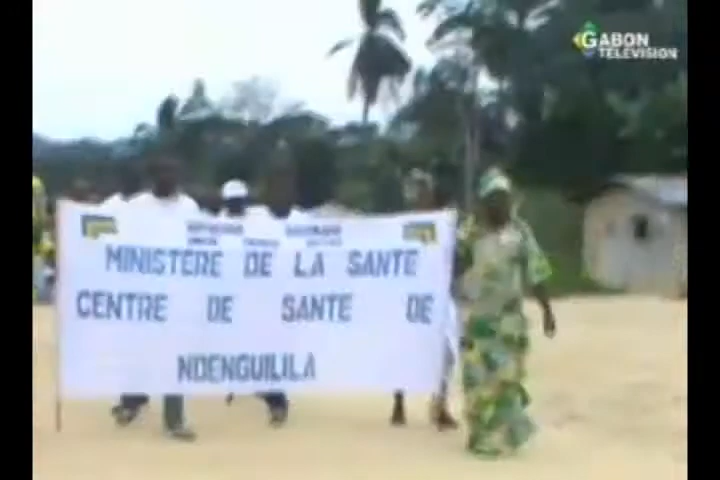 GABON
TELEVISION
MINISTERE DE LA SANTE
CENTRE DE SANTE DE
NDENGUILILA